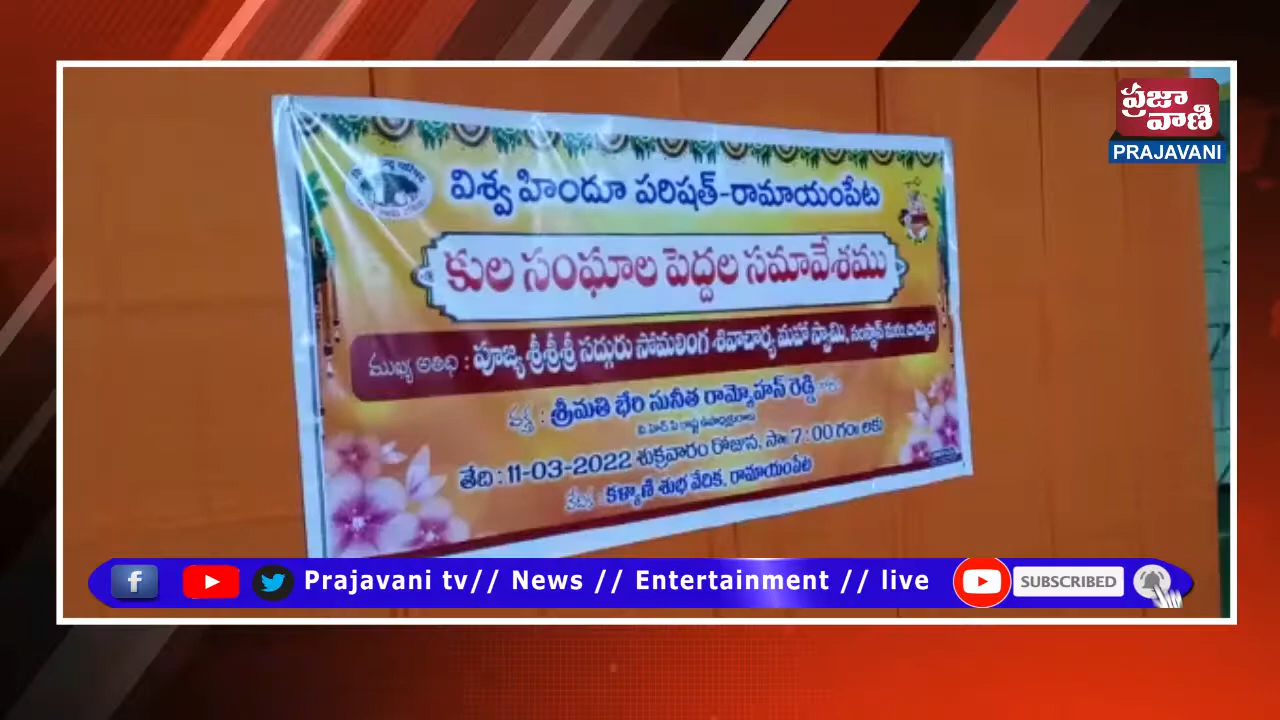 ప్రజా
వాణి
PRAJAVANI
విశ్వ హిందూ పరిషత్-రామాయంపేట
కుల సంఘాల పెద్దల సమావేశము
ముఖ్య అతిథి : పూజ్య శ్రీశ్రీశ్రీ సద్గురు సోమలింగ శివాచార్య మహా స్వామి, సంస్థాన్
వక్త : శ్రీమతి భేరి సునీత రామ్మోహన్ రెడ్డి
తేది : 11-03-2022 శుక్రవారం రోజున, సా॥ 7:00 గం॥ లకు
వేదిక : కళ్యాణి శుభ వేదిక, రామాయంపేట
Prajavani tv// News // Entertainment // live
SUBSCRIBED